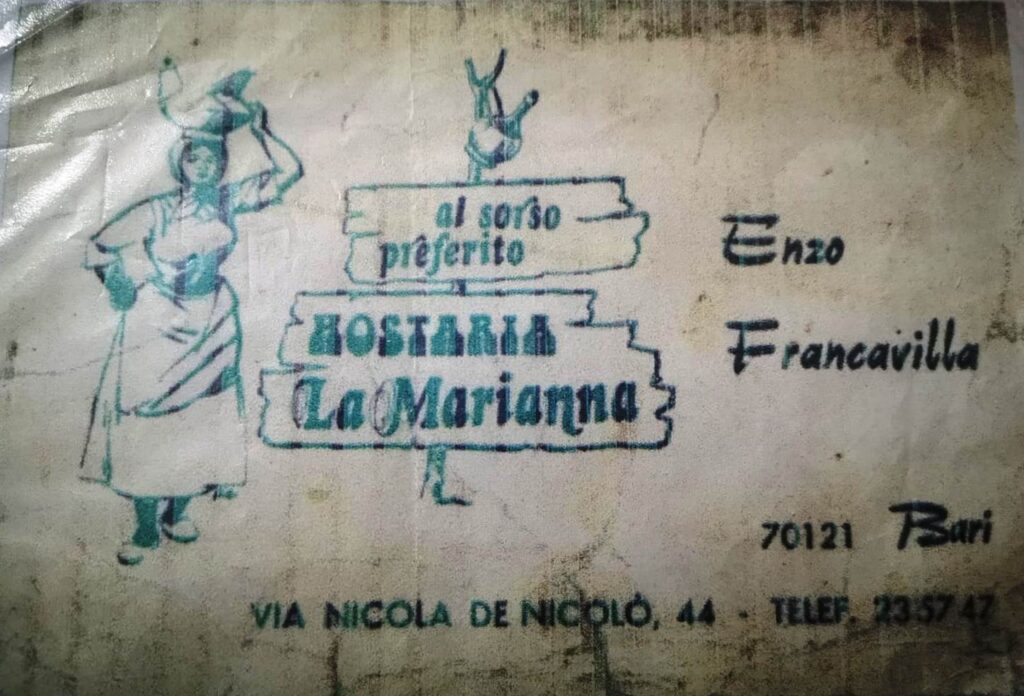 al sorso
preferito
HOSTARIA
La Marianna
Enzo
Francavilla
70121 Bari
VIA NICOLA DE NICOLÒ, 44 - TELEF. 23 57 47